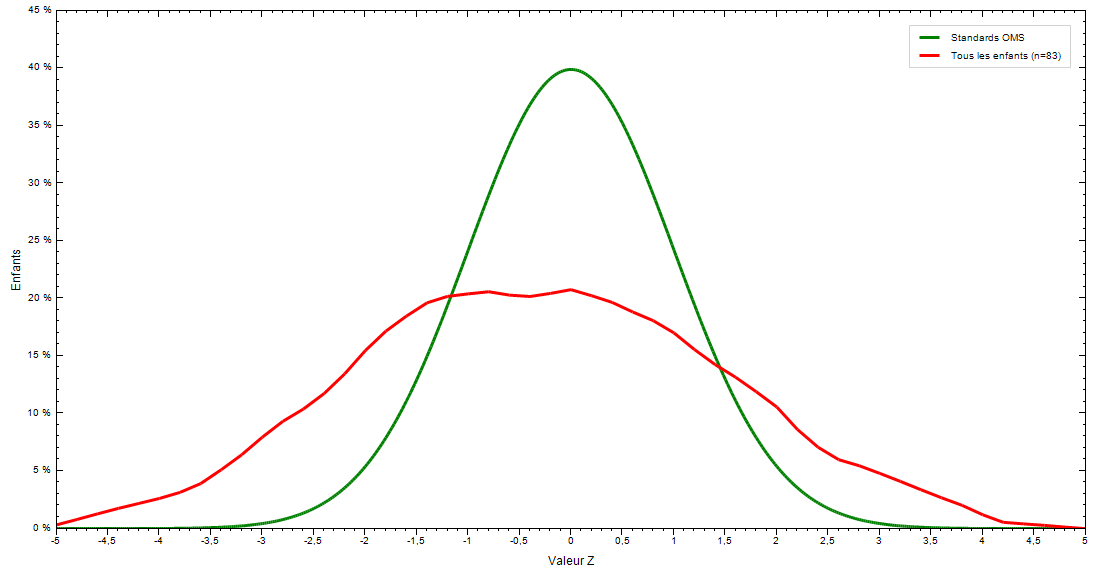 45 %
Standards OMS
Tous les enfants (n=83)
40 %
35 %
30 %
25 %
20 %
15 %
10 %
5 %
0 %
Enfants
-5 -4,5 -4 -3,5 -3 -2,5 -2 -1,5 -1 -0,5 0 0,5 1 1,5 2 2,5 3 3,5 4 4,5 5
Valeur Z